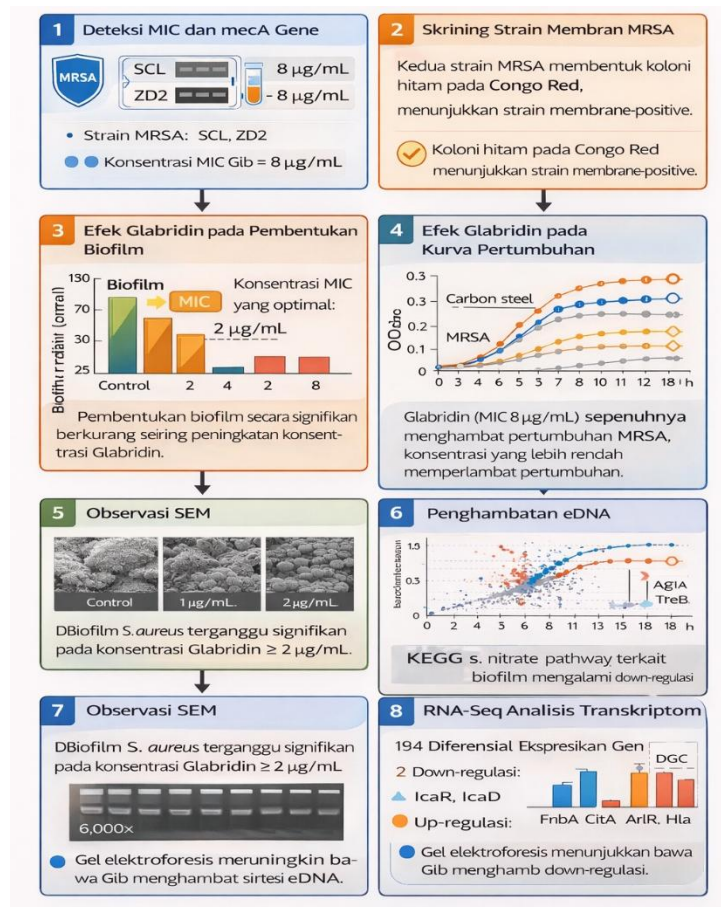 1 Deteksi MIC dan mecA Gene
MRSA
SCL
8 µg/mL
ZD2
- 8 µg/mL
• Strain MRSA: SCL, ZD2
Konsentrasi MIC Gib = 8 µg/mL
2 Skrining Strain Membran MRSA
Kedua strain MRSA membentuk koloni
hitam pada Congo Red,
menunjukkan strain membrane-positive.
Koloni hitam pada Congo Red
menunjukkan strain membrane-positive.
3 Efek Glabridin pada Pembentukan
Biofilm
130
70
30
25
Biofilm
MIC
Konsentrasi MIC
yang optimal:
2 µg/mL
Control 2 4 2 8
Pembentukan biofilm secara signifikan
berkurang seiring peningkatan konsent-
trasi Glabridin.
4 Efek Glabridin pada
Kurva Pertumbuhan
0.3
0.3
0.2
0.1
0
Carbon steel
MRSA
0 3 4 6 5 3 7 8 10 11 12 18 h
Glabridin (MIC 8 µg/mL) sepenuhnya
menghambat pertumbuhan MRSA,
konsentrasi yang lebih rendah
memperlambat pertumbuhan.
5 Observasi SEM
Control
1 µg/mL.
2 µg/mL.
DBiofilm S. aureus terganggu signifikan
pada konsentrasi Glabridin ≥ 2 µg/mL.
6 Penghambatan eDNA
1.5
0.3
0
AgIA
TreB
0 2 4 6 8 11 13 15 18 18 h
KEGG s. nitrate pathway terkait
biofilm mengalami down-regulasi
7 Observasi SEM
DBiofilm S. aureus terganggu signifikan
pada konsentrasi Glabridin ≥ 2 µg/mL
6,000×
Gel elektroforesis meruningkin ba-
wa Gib menghambat sirtesi eDNA.
8 RNA-Seq Analisis Transkriptom
194 Diferensial Ekspresikan Gen
2 Down-regulasi:
IcaR, IcaD
Up-regulasi:
DGC
FnbA CitA ArlR, Hla
Gel elektroforesis menunjukkan bawa
Gib menghamb down-regulasi.